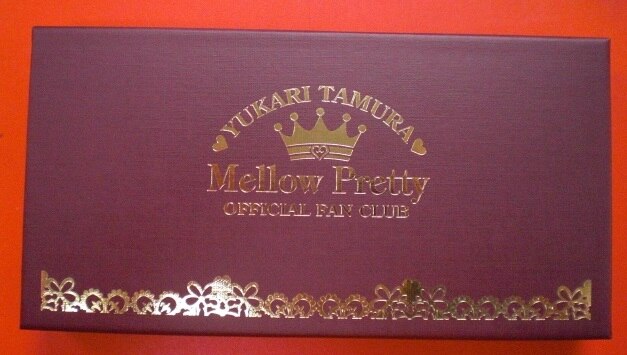 YUKARI TAMURA
Mellow Pretty
OFFICIAL FAN CLUB